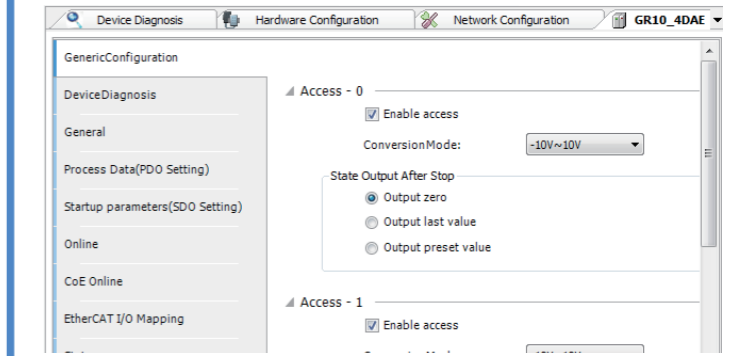 Device Diagnosis Hardware Configuration Network Configuration GR10_4DAE
GenericConfiguration
DeviceDiagnosis
General
Process Data(PDO Setting)
Startup parameters(SDO Setting)
Online
CoE Online
EtherCAT I/O Mapping
Access - 0
Enable access
ConversionMode: -10V~10V
State Output After Stop
Output zero
Output last value
Output preset value
Access - 1
Enable access